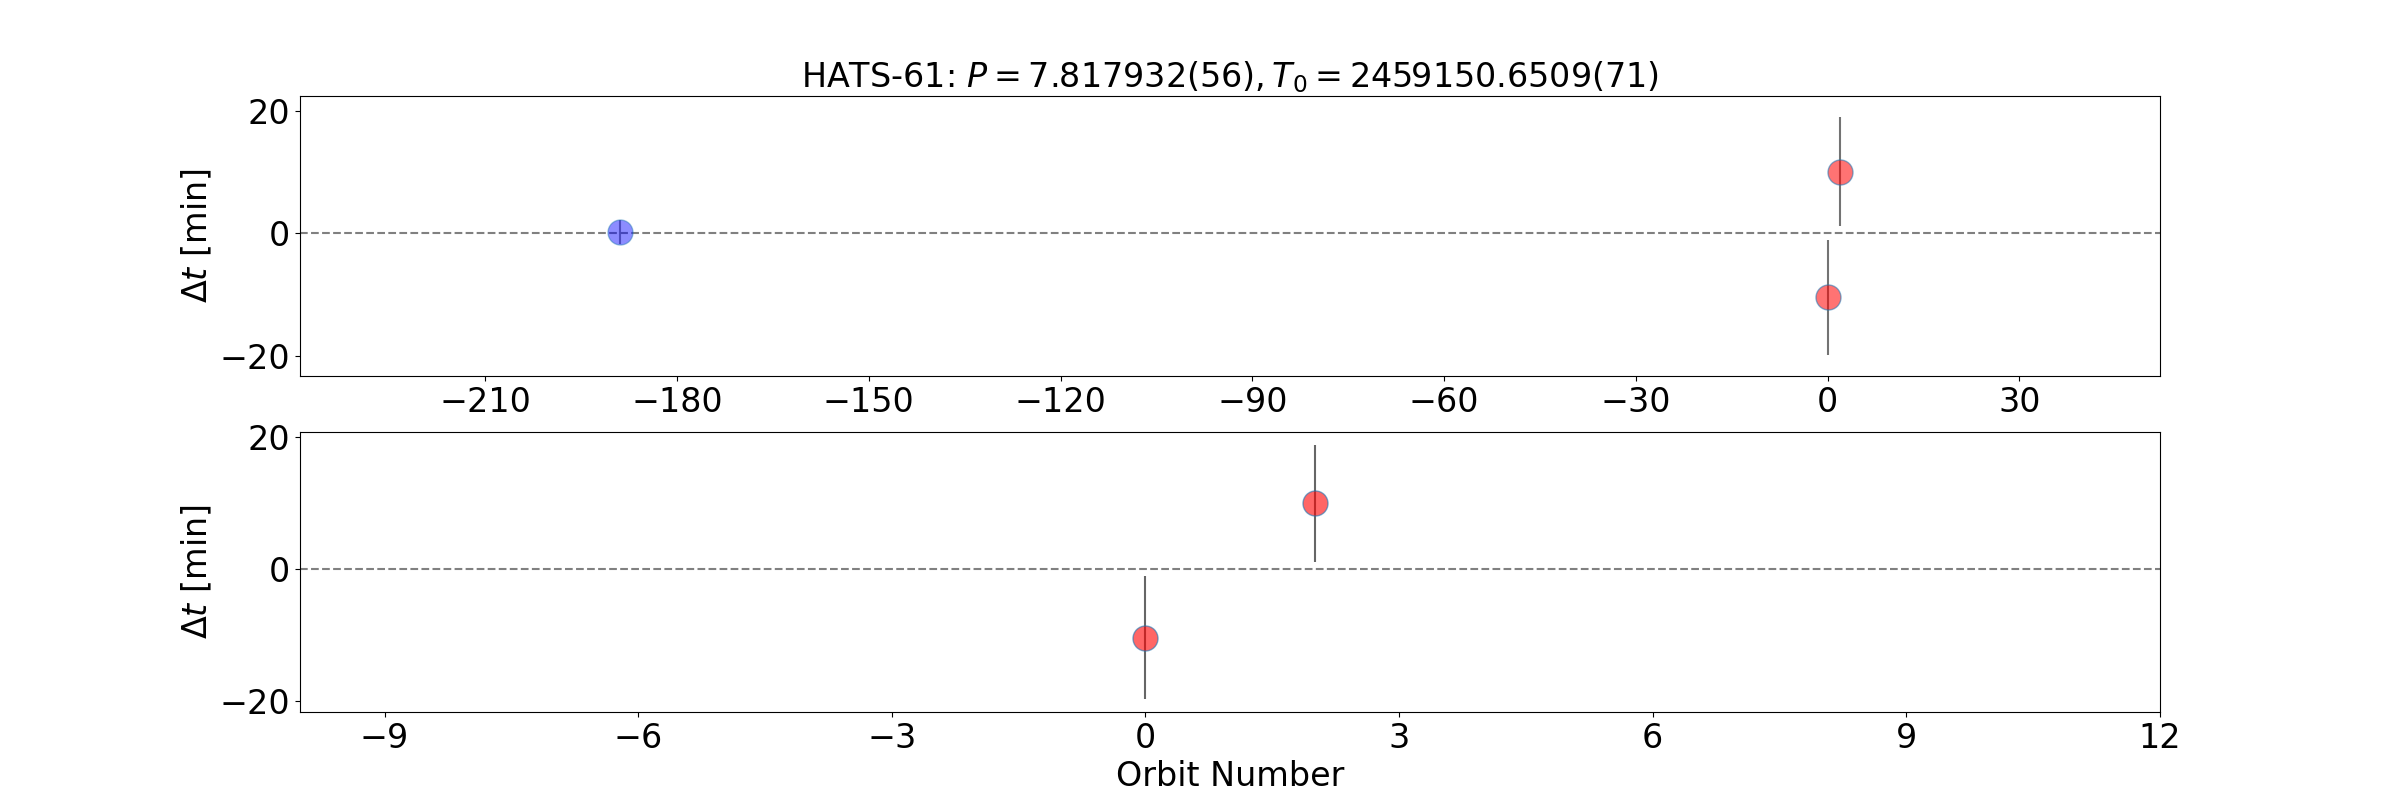 HATS-61: P = 7.817932(56), T₀ = 2459150.6509(71)
20
0
−20
Δt [min]
−210 −180 −150 −120 −90 −60 −30 0 30
20
0
−20
Δt [min]
−9 −6 −3 0 3 6 9 12
Orbit Number